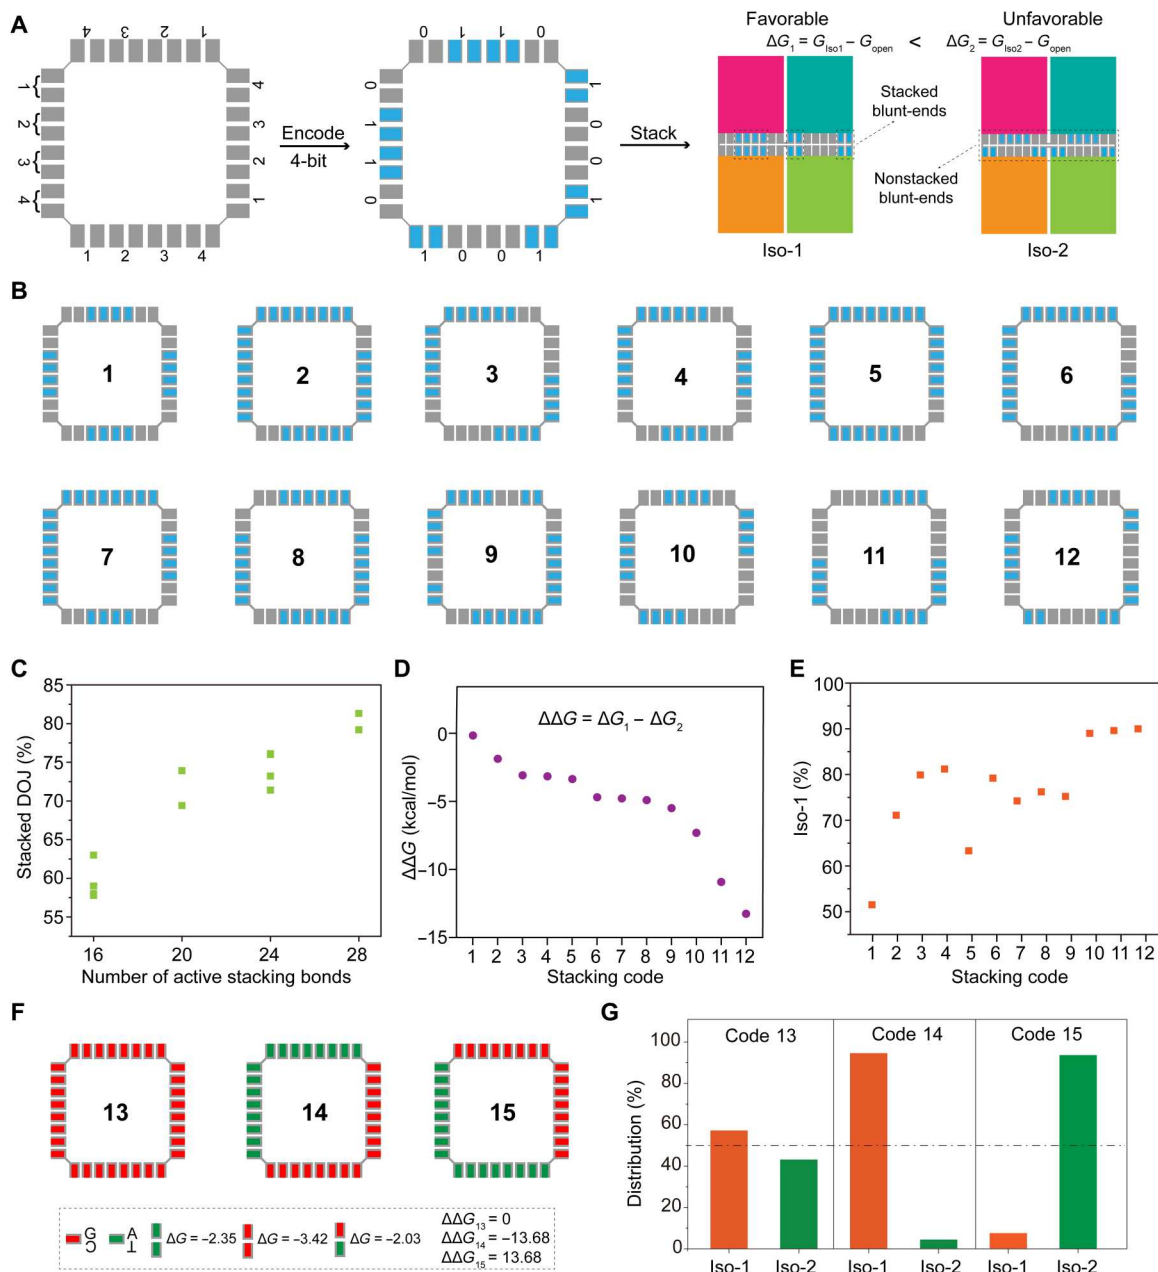 A
4 3 2 1
1
2
3
4
4
3
2
1
1 2 3 4
Encode
4-bit
0 1 1 0
0
1
1
0
1
0
0
1
1 0 0 1
Stack
Favorable
Unfavorable
ΔG1 = GIso1 − Gopen < ΔG2 = GIso2 − Gopen
Stacked
blunt-ends
Nonstacked
blunt-ends
Iso-1
Iso-2
B
1 2 3 4 5 6
7 8 9 10 11 12
C
85
80
75
70
65
60
55
Stacked DOJ (%)
16 20 24 28
Number of active stacking bonds
D
ΔΔG = ΔG1 − ΔG2
0
−5
−10
−15
ΔΔG (kcal/mol)
1 2 3 4 5 6 7 8 9 10 11 12
Stacking code
E
100
90
80
70
60
50
Iso-1 (%)
1 2 3 4 5 6 7 8 9 10 11 12
Stacking code
F
13 14 15
G
C
A
T
ΔG = −2.35
ΔG = −3.42
ΔG = −2.03
ΔΔG13 = 0
ΔΔG14 = −13.68
ΔΔG15 = 13.68
G
Code 13 Code 14 Code 15
100
80
60
40
20
0
Distribution (%)
Iso-1 Iso-2 Iso-1 Iso-2 Iso-1 Iso-2